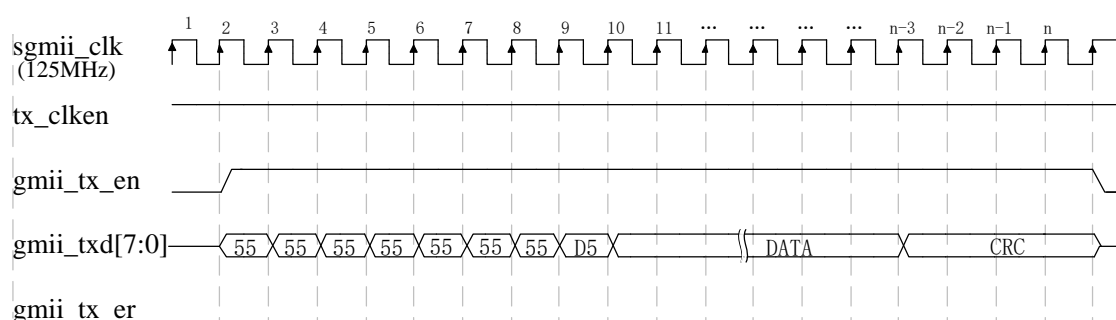 1 2 3 4 5 6 7 8 9 10 11 ... ... ... ... n-3 n-2 n-1 n
sgmii_clk
(125MHz)
tx_clken
gmii_tx_en
gmii_txd[7:0] 55 55 55 55 55 55 55 D5 DATA CRC
gmii_tx_er